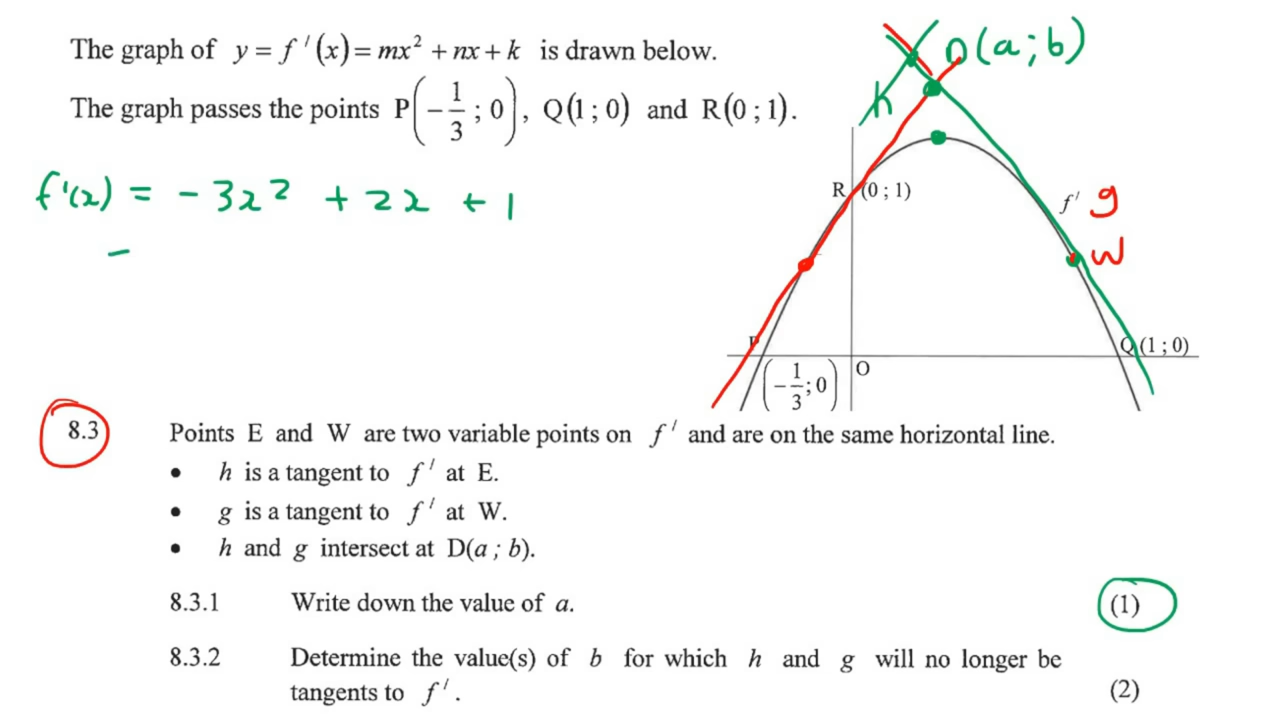 The graph of y = f ′(x) = mx² + nx + k is drawn below.
The graph passes the points P(−1/3 ; 0), Q(1 ; 0) and R(0 ; 1).
D(a ; b)
h
f'(x) = - 3x² + 2x + 1
=
R (0 ; 1)
f ′ g
W
P
Q (1 ; 0)
(−1/3 ; 0) O
8.3 Points E and W are two variable points on f ′ and are on the same horizontal line.
• h is a tangent to f ′ at E.
• g is a tangent to f ′ at W.
• h and g intersect at D(a ; b).
8.3.1 Write down the value of a. (1)
8.3.2 Determine the value(s) of b for which h and g will no longer be
tangents to f ′. (2)